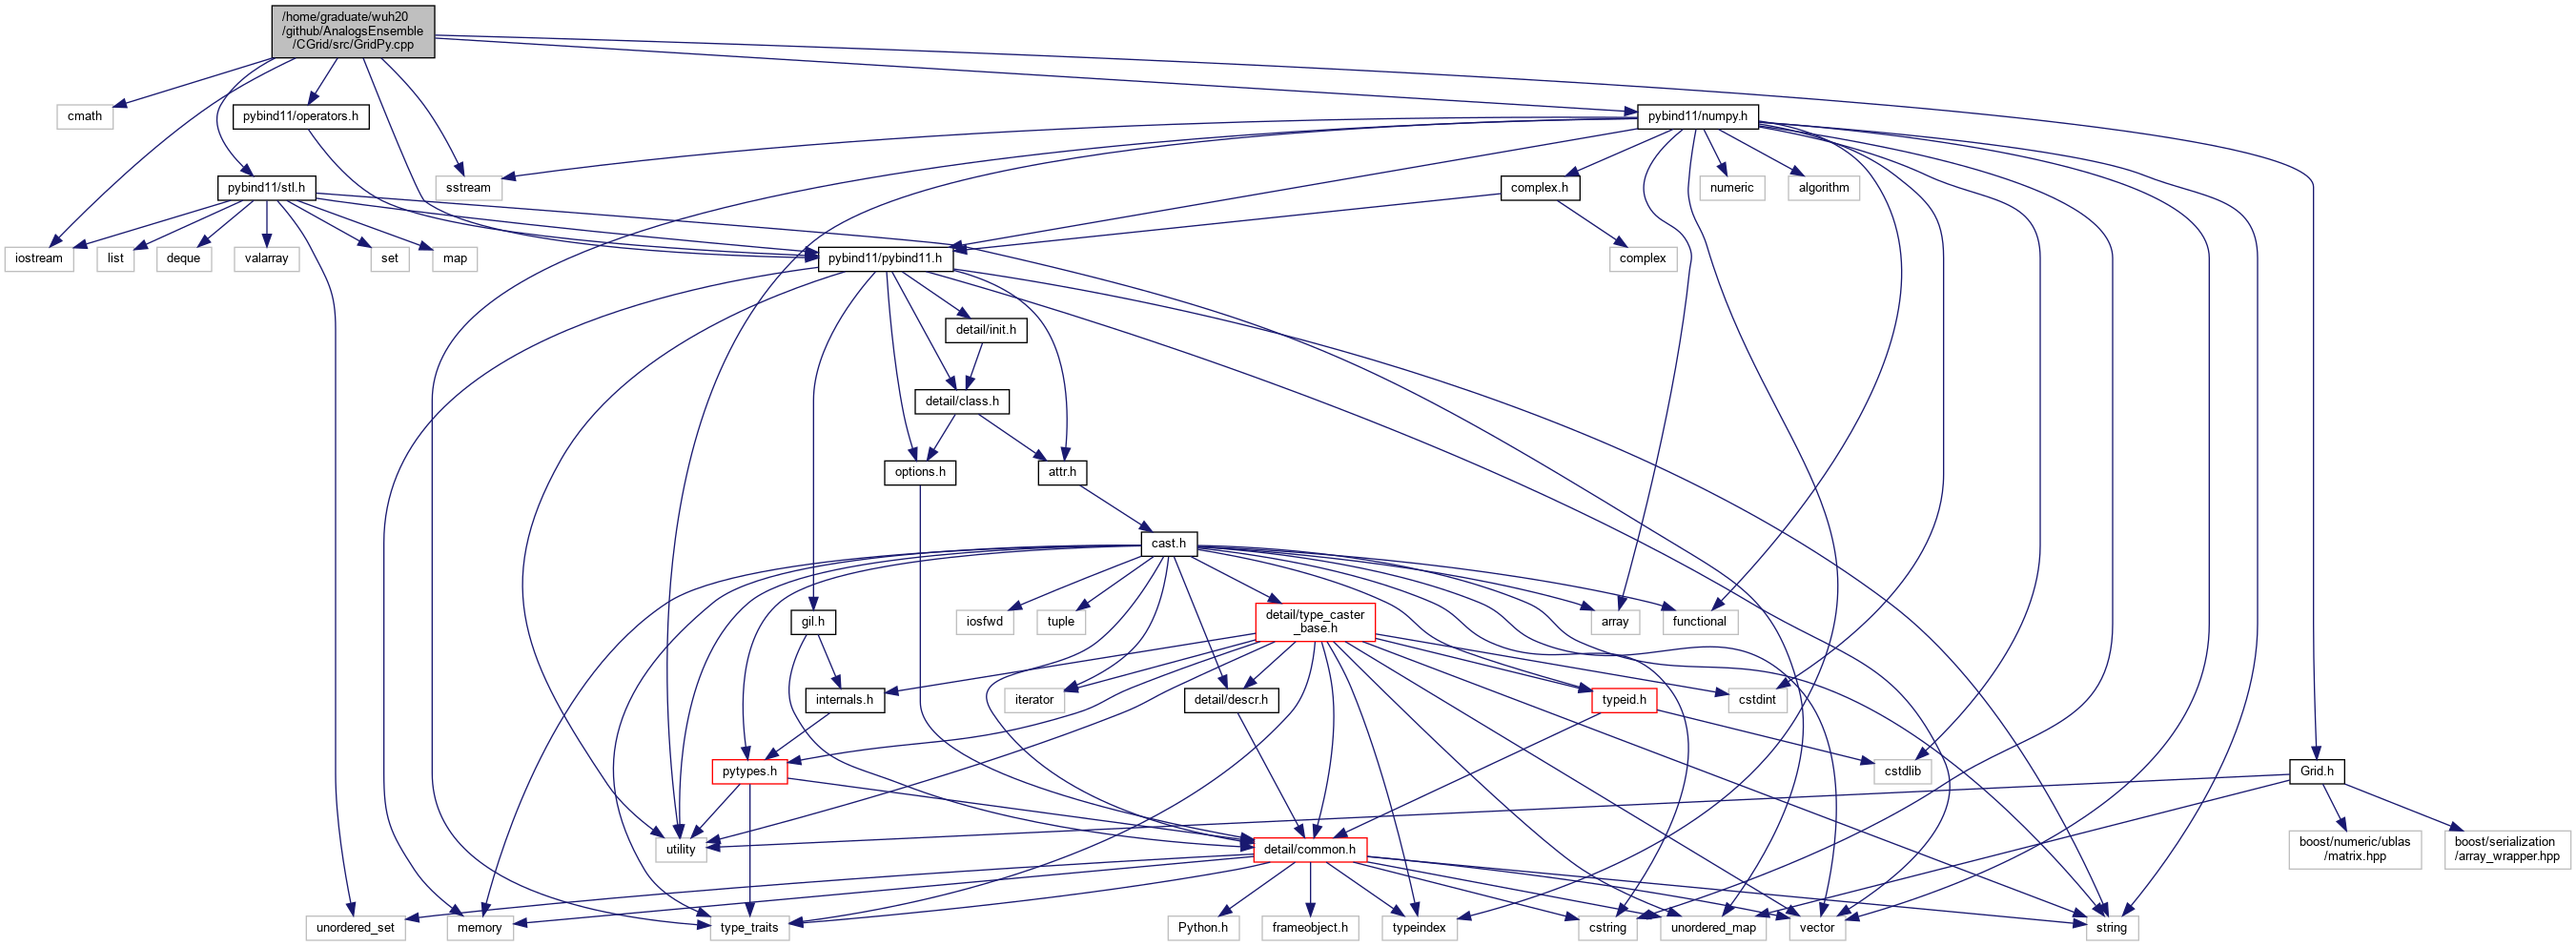 /home/graduate/wuh20
/github/AnalogsEnsemble
/CGrid/src/GridPy.cpp
cmath
pybind11/operators.h
pybind11/numpy.h
pybind11/stl.h
sstream
complex.h
numeric
algorithm
iostream
list
deque
valarray
set
map
pybind11/pybind11.h
complex
detail/init.h
detail/class.h
options.h
attr.h
cast.h
gil.h
iosfwd
tuple
detail/type_caster
_base.h
array
functional
internals.h
iterator
detail/descr.h
typeid.h
cstdint
pytypes.h
cstdlib
Grid.h
utility
detail/common.h
boost/numeric/ublas
/matrix.hpp
boost/serialization
/array_wrapper.hpp
unordered_set
memory
type_traits
Python.h
frameobject.h
typeindex
cstring
unordered_map
vector
string